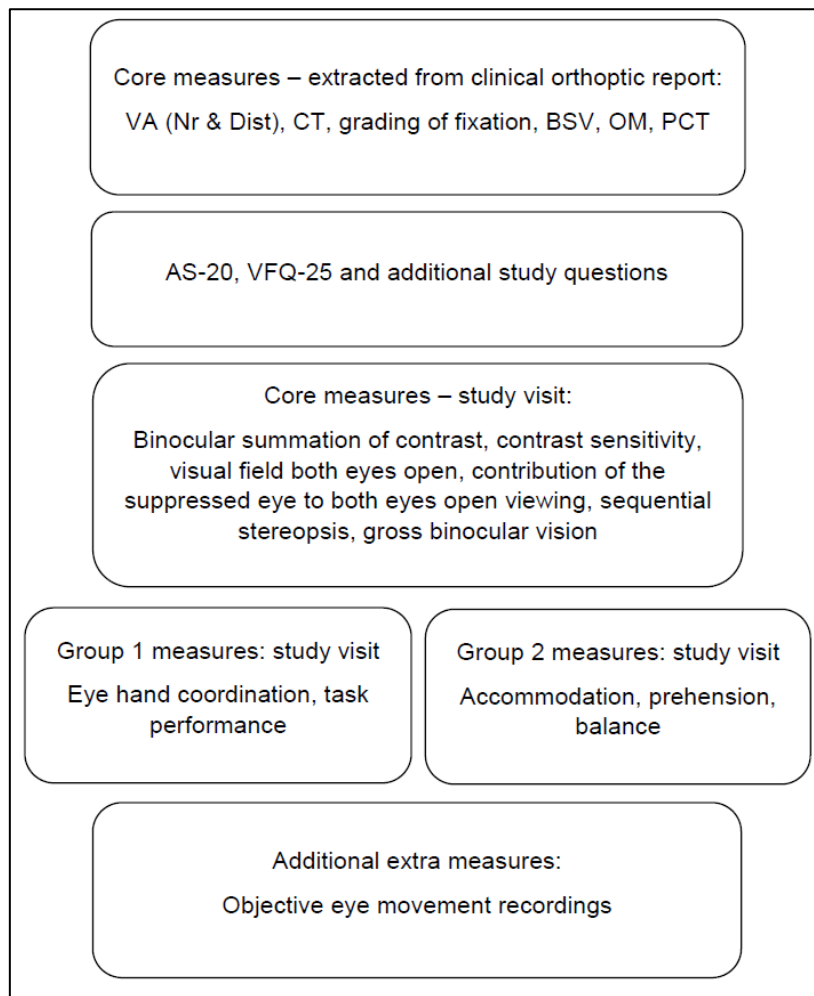 Core measures – extracted from clinical orthoptic report:
VA (Nr & Dist), CT, grading of fixation, BSV, OM, PCT
AS-20, VFQ-25 and additional study questions
Core measures – study visit:
Binocular summation of contrast, contrast sensitivity,
visual field both eyes open, contribution of the
suppressed eye to both eyes open viewing, sequential
stereopsis, gross binocular vision
Group 1 measures: study visit
Eye hand coordination, task
performance
Group 2 measures: study visit
Accommodation, prehension,
balance
Additional extra measures:
Objective eye movement recordings